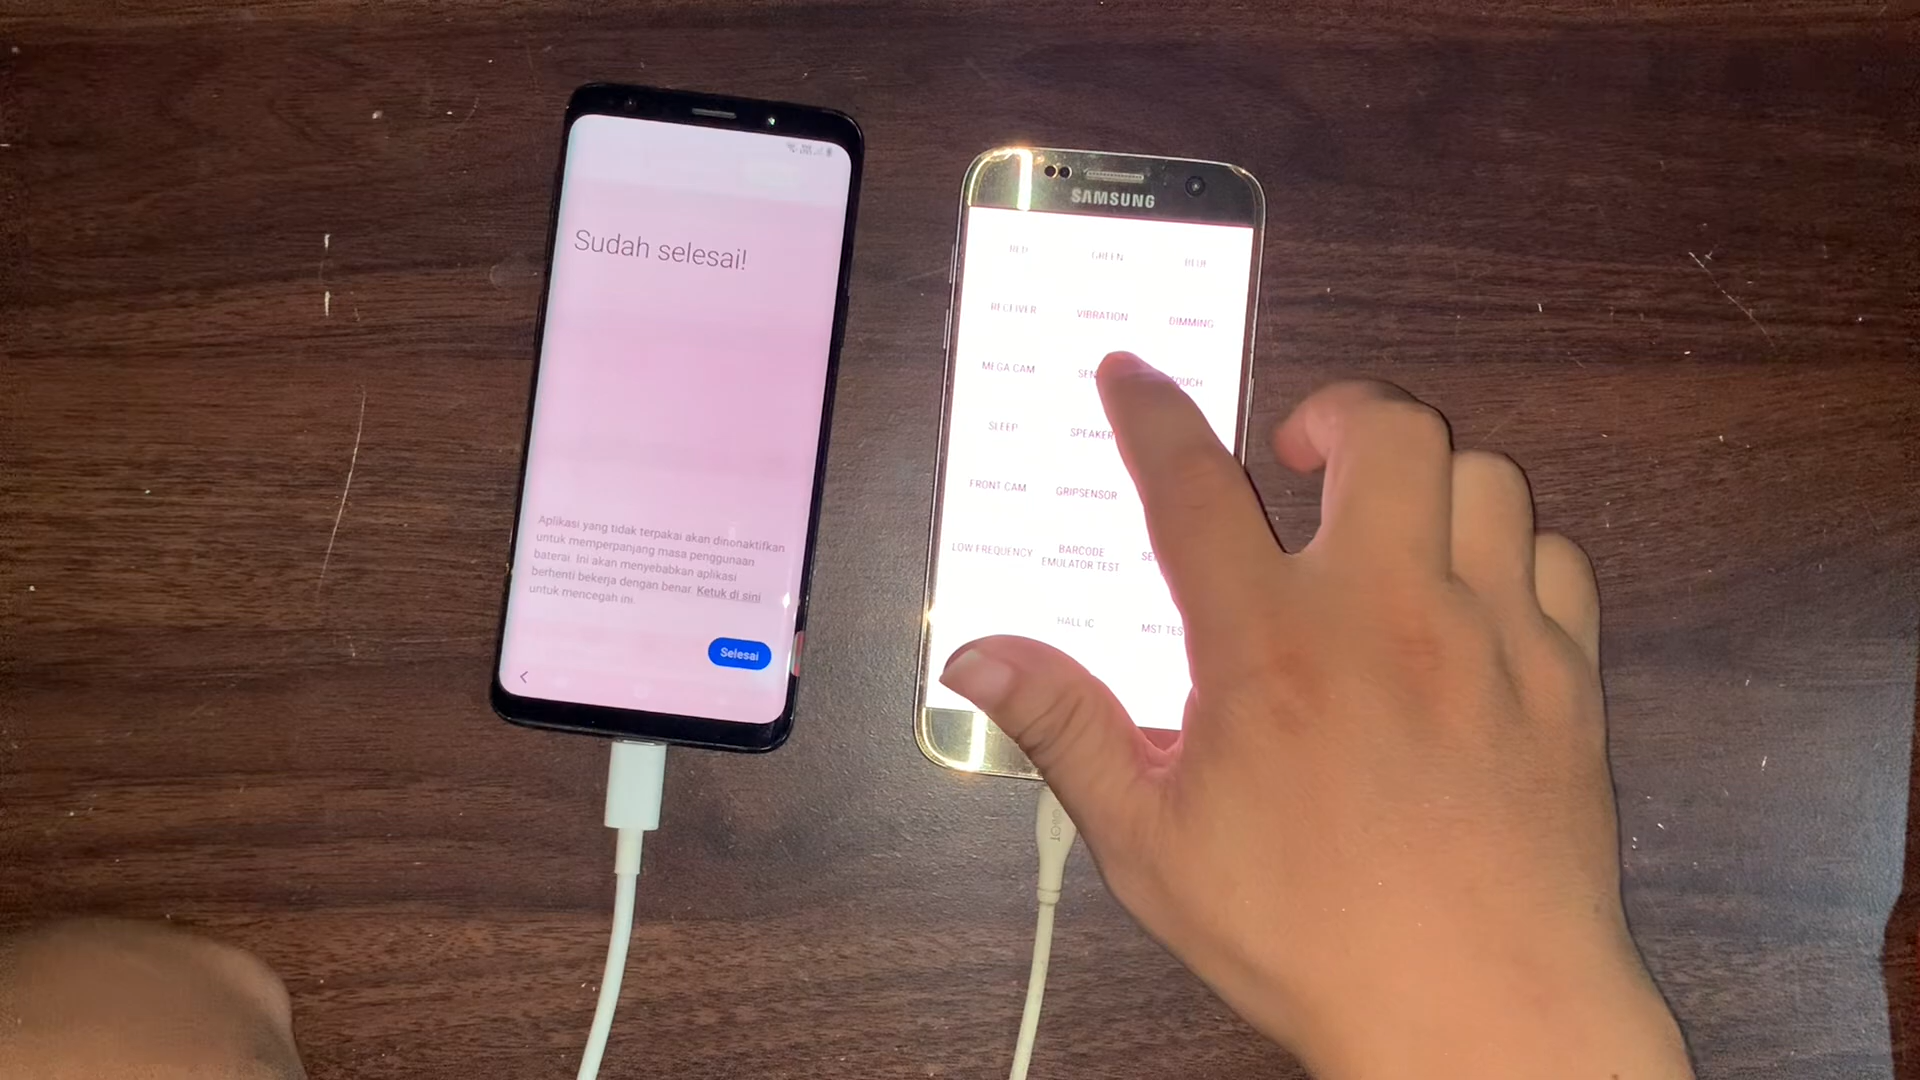 Sudah selesai!
Aplikasi yang tidak terpakai akan dinonaktifkan
untuk memperpanjang masa penggunaan
baterai. Ini akan menyebabkan aplikasi
berhenti bekerja dengan benar. Ketuk di sini
untuk mencegah ini.
Selesai
SAMSUNG
RED GREEN BLUE
RECEIVER VIBRATION DIMMING
MEGA CAM
SLEEP SPEAKER
FRONT CAM GRIPSENSOR
LOW FREQUENCY BARCODE
EMULATOR TEST
HALL IC MST